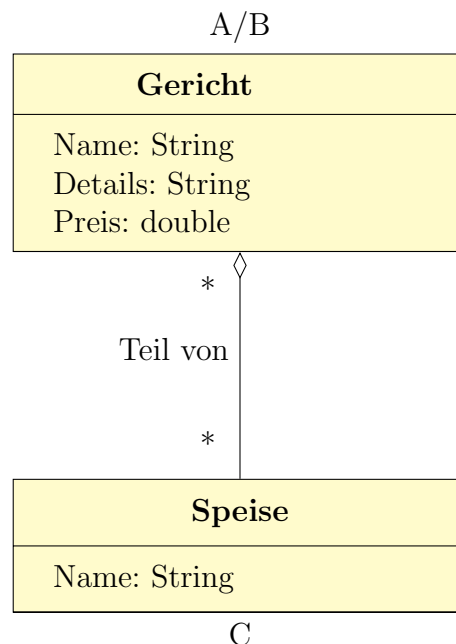 A/B
Gericht
Name: String
Details: String
Preis: double
*
Teil von
*
Speise
Name: String
C